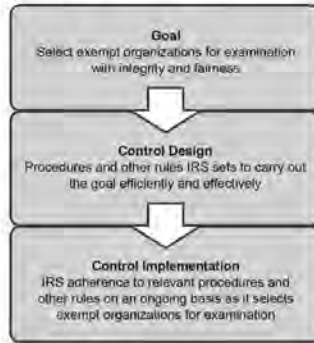 Goal
Select exempt organizations for examination
with integrity and fairness
Control Design
Procedures and other rules IRS sets to carry out
the goal efficiently and effectively
Control Implementation
IRS adherence to relevant procedures and
other rules on an ongoing basis as it selects
exempt organizations for examination